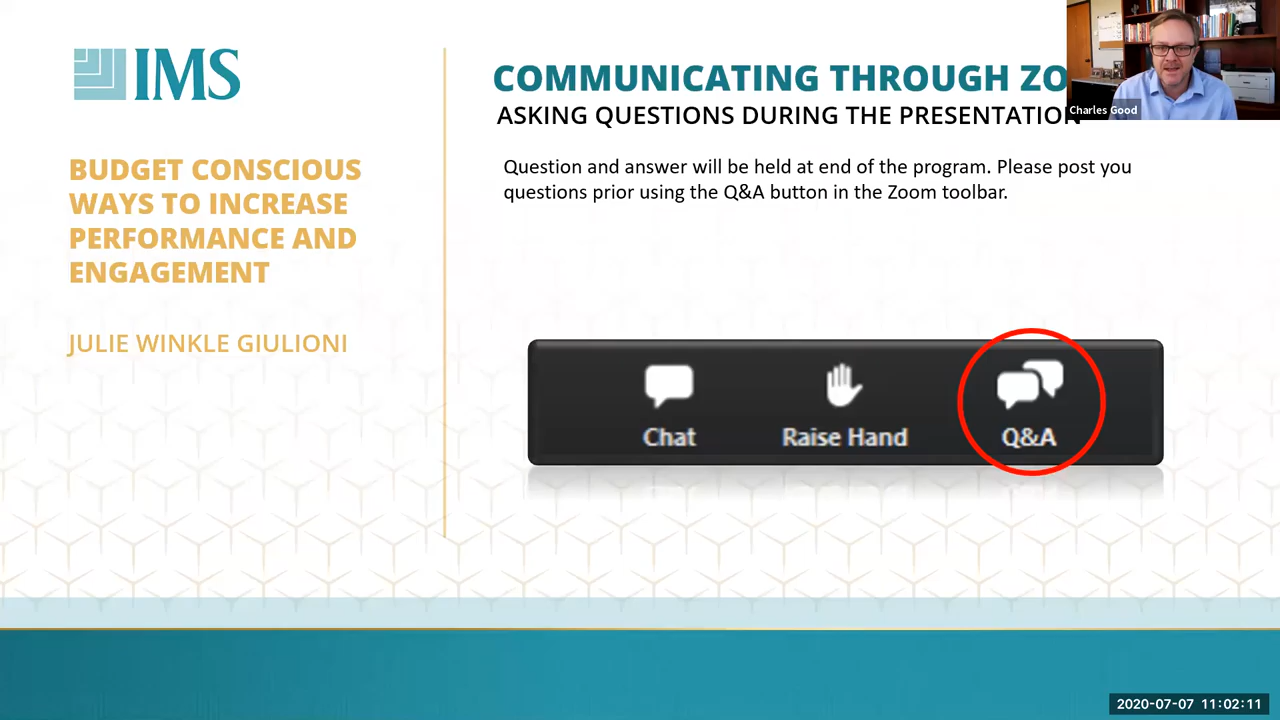 IMS
BUDGET CONSCIOUS
WAYS TO INCREASE
PERFORMANCE AND
ENGAGEMENT
JULIE WINKLE GIULIONI
COMMUNICATING THROUGH ZO
ASKING QUESTIONS DURING THE PRESENTATION
Question and answer will be held at end of the program. Please post you
questions prior using the Q&A button in the Zoom toolbar.
Chat
Raise Hand
Q&A
Charles Good
2020-07-07 11:02:11